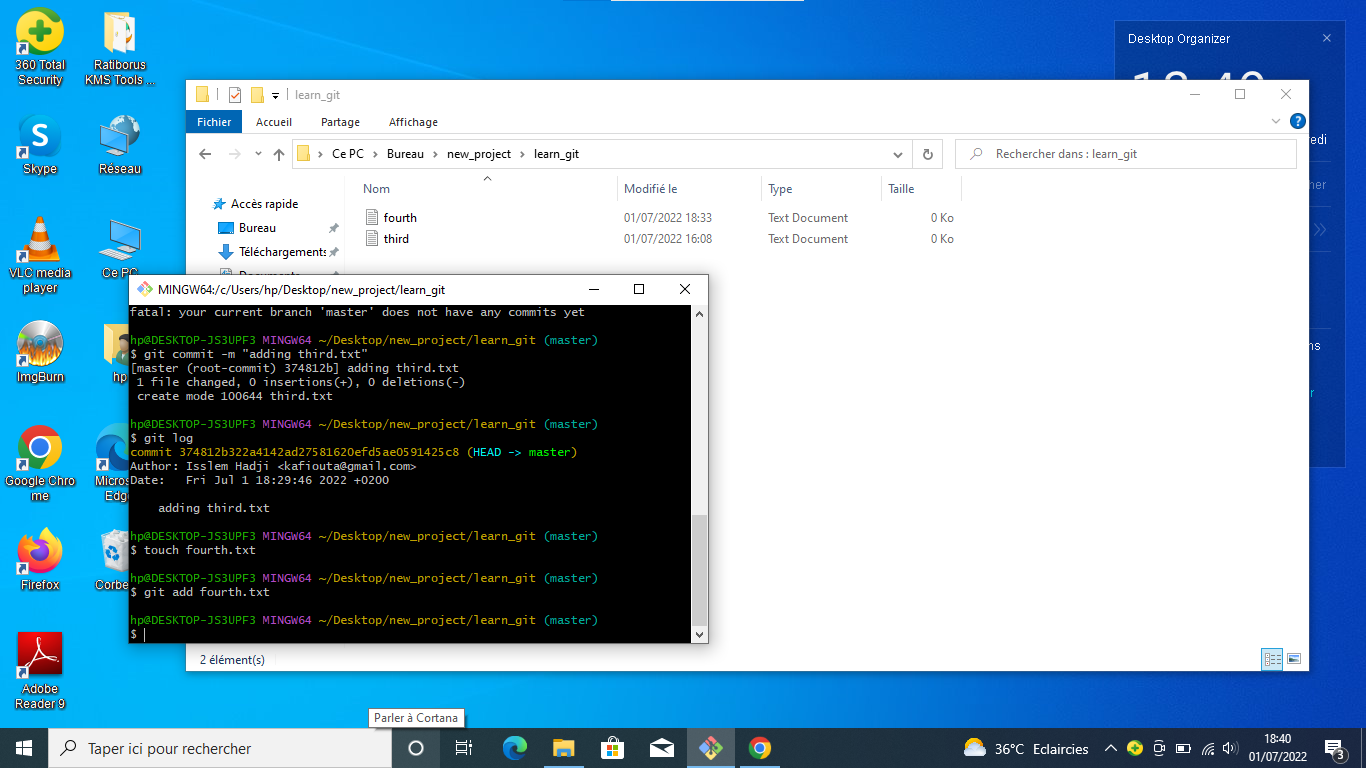 360 Total
Security
Ratiborus
KMS Tools ...
Skype
Réseau
VLC media
player
Ce PC
ImgBurn
hp
Google Chro
me
Micros
Edg
Firefox
Corbe
Adobe
Reader 9
Desktop Organizer
edi
her
ns
r
learn_git
Fichier
Accueil
Partage
Affichage
Ce PC
Bureau
new_project
learn_git
Rechercher dans : learn_git
Accès rapide
Bureau
Téléchargements
Nom
Modifié le
Type
Taille
fourth
01/07/2022 18:33
Text Document
0 Ko
third
01/07/2022 16:08
Text Document
0 Ko
2 élément(s)
MINGW64:/c/Users/hp/Desktop/new_project/learn_git
fatal: your current branch 'master' does not have any commits yet
hp@DESKTOP-JS3UPF3 MINGW64 ~/Desktop/new_project/learn_git (master)
$ git commit -m "adding third.txt"
[master (root-commit) 374812b] adding third.txt
1 file changed, 0 insertions(+), 0 deletions(-)
create mode 100644 third.txt
hp@DESKTOP-JS3UPF3 MINGW64 ~/Desktop/new_project/learn_git (master)
$ git log
commit 374812b322a4142ad27581620efd5ae0591425c8 (HEAD -> master)
Author: Isslem Hadji <kafiouta@gmail.com>
Date:   Fri Jul 1 18:29:46 2022 +0200
adding third.txt
hp@DESKTOP-JS3UPF3 MINGW64 ~/Desktop/new_project/learn_git (master)
$ touch fourth.txt
hp@DESKTOP-JS3UPF3 MINGW64 ~/Desktop/new_project/learn_git (master)
$ git add fourth.txt
hp@DESKTOP-JS3UPF3 MINGW64 ~/Desktop/new_project/learn_git (master)
$
Parler à Cortana
Taper ici pour rechercher
36°C Eclaircies
18:40
01/07/2022
3